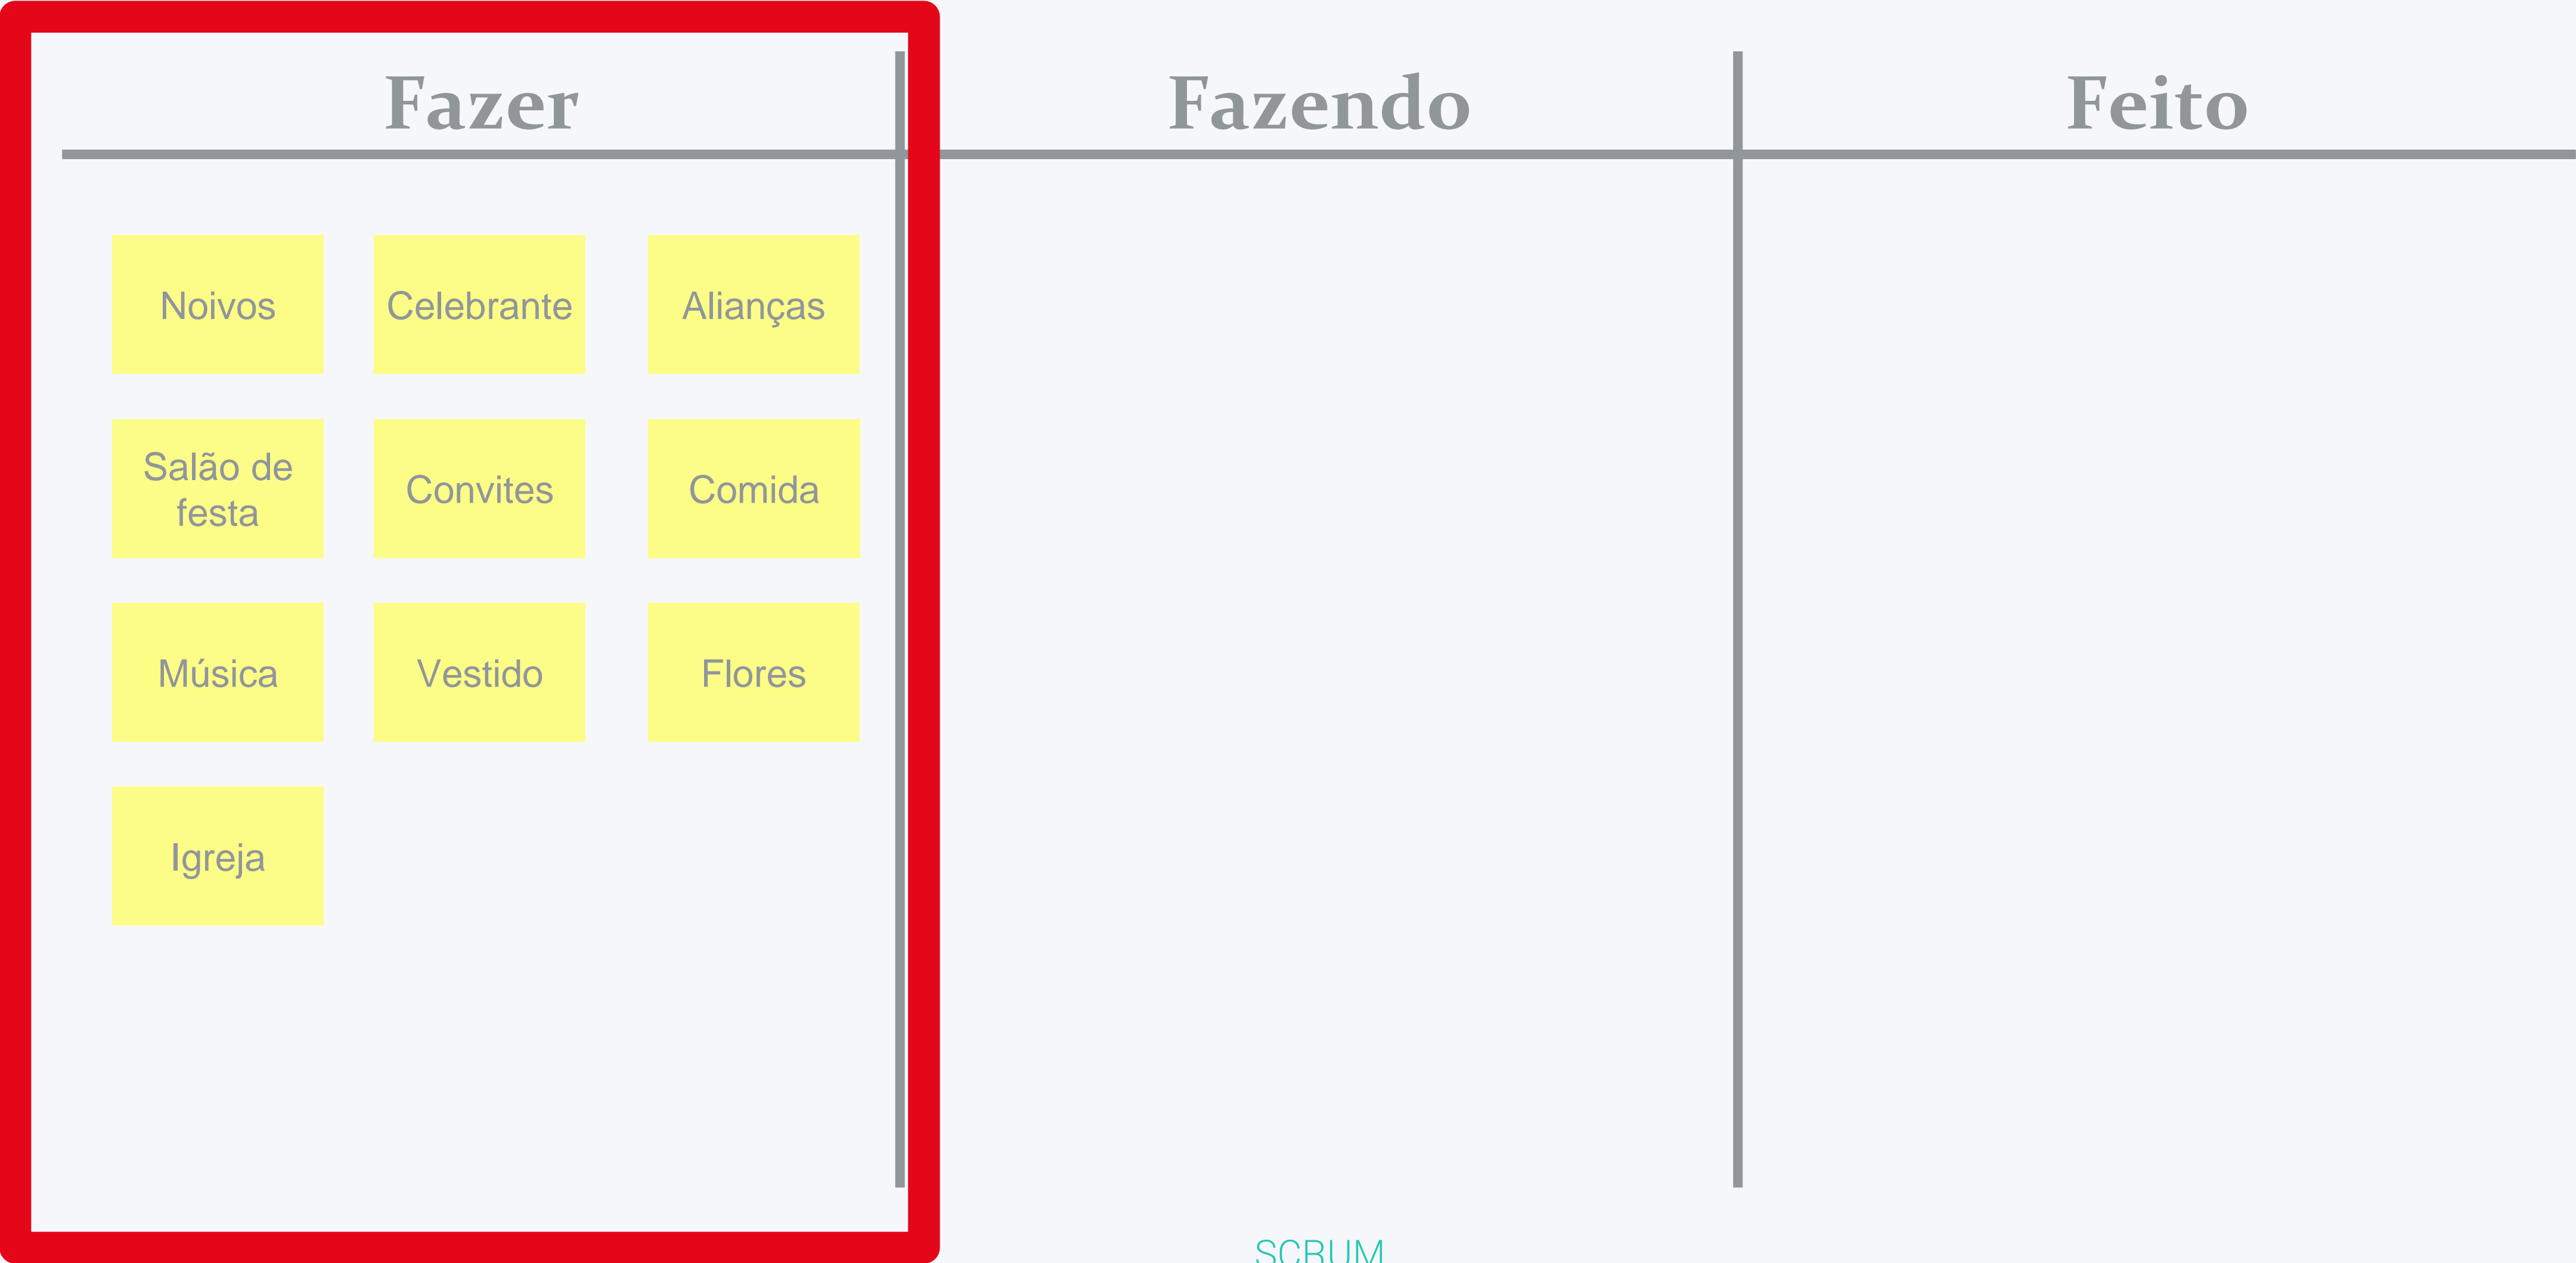 Fazer
Fazendo
Feito
Noivos
Celebrante
Alianças
Salão de
festa
Convites
Comida
Música
Vestido
Flores
Igreja
SCRUM